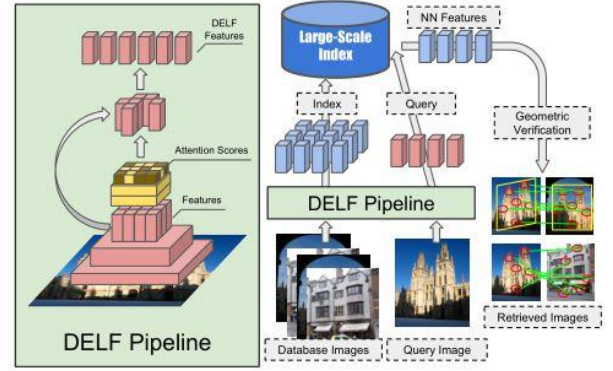 DELF
Features
Attention Scores
Features
DELF Pipeline
Large-Scale
Index
NN Features
Index
Query
Geometric
Verification
DELF Pipeline
Database Images
Query Image
Retrieved Images